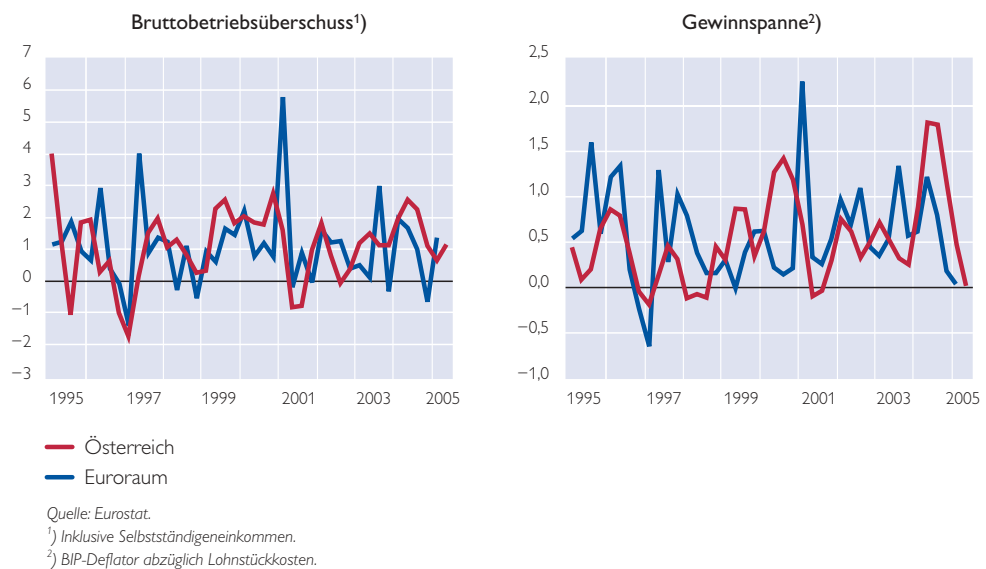 Bruttobetriebsüberschuss¹)
7
6
5
4
3
2
1
0
−1
−2
−3
1995 1997 1999 2001 2003 2005
Gewinnspanne²)
2,5
2,0
1,5
1,0
0,5
0,0
−0,5
−1,0
1995 1997 1999 2001 2003 2005
Österreich
Euroraum
Quelle: Eurostat.
¹) Inklusive Selbstständigeneinkommen.
²) BIP-Deflator abzüglich Lohnstückkosten.